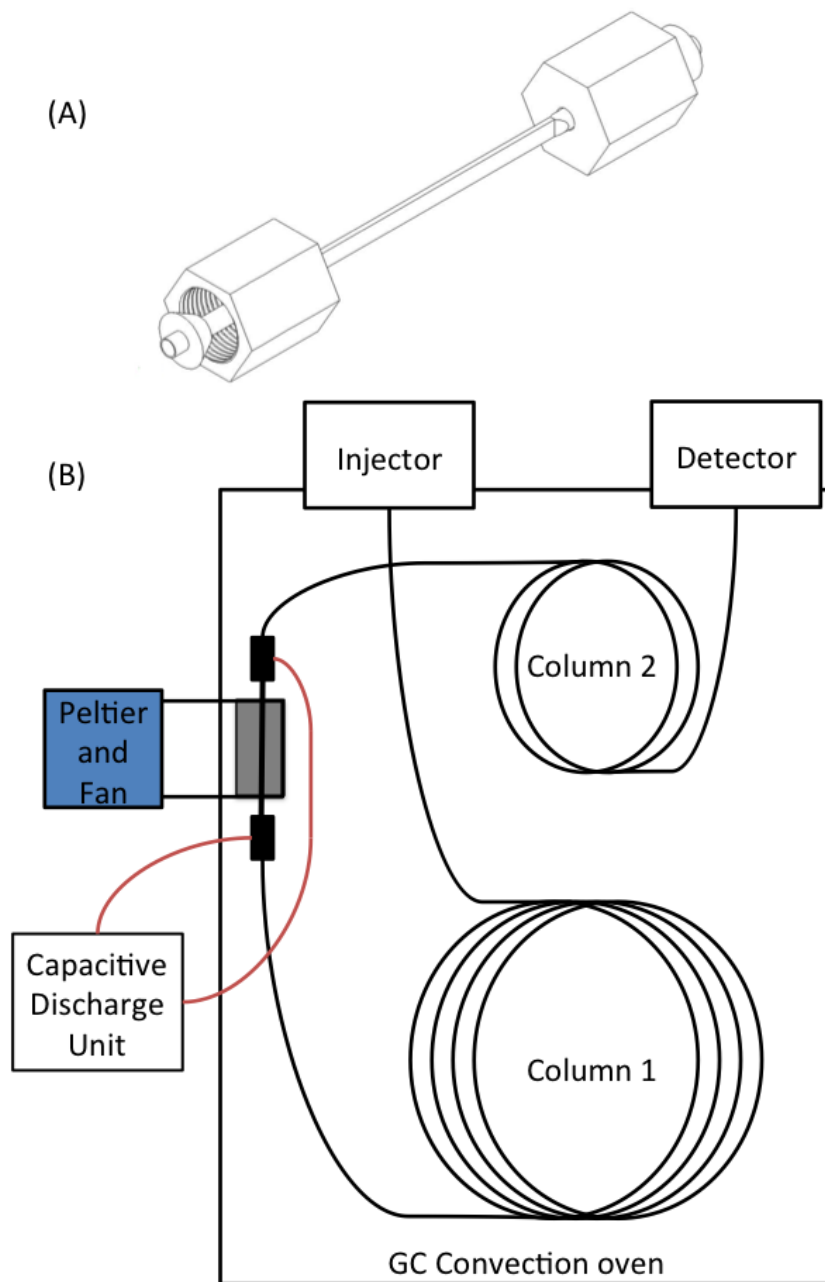 (A)
(B)
Injector
Detector
Column 2
Peltier
and
Fan
Capacitive
Discharge
Unit
Column 1
GC Convection oven